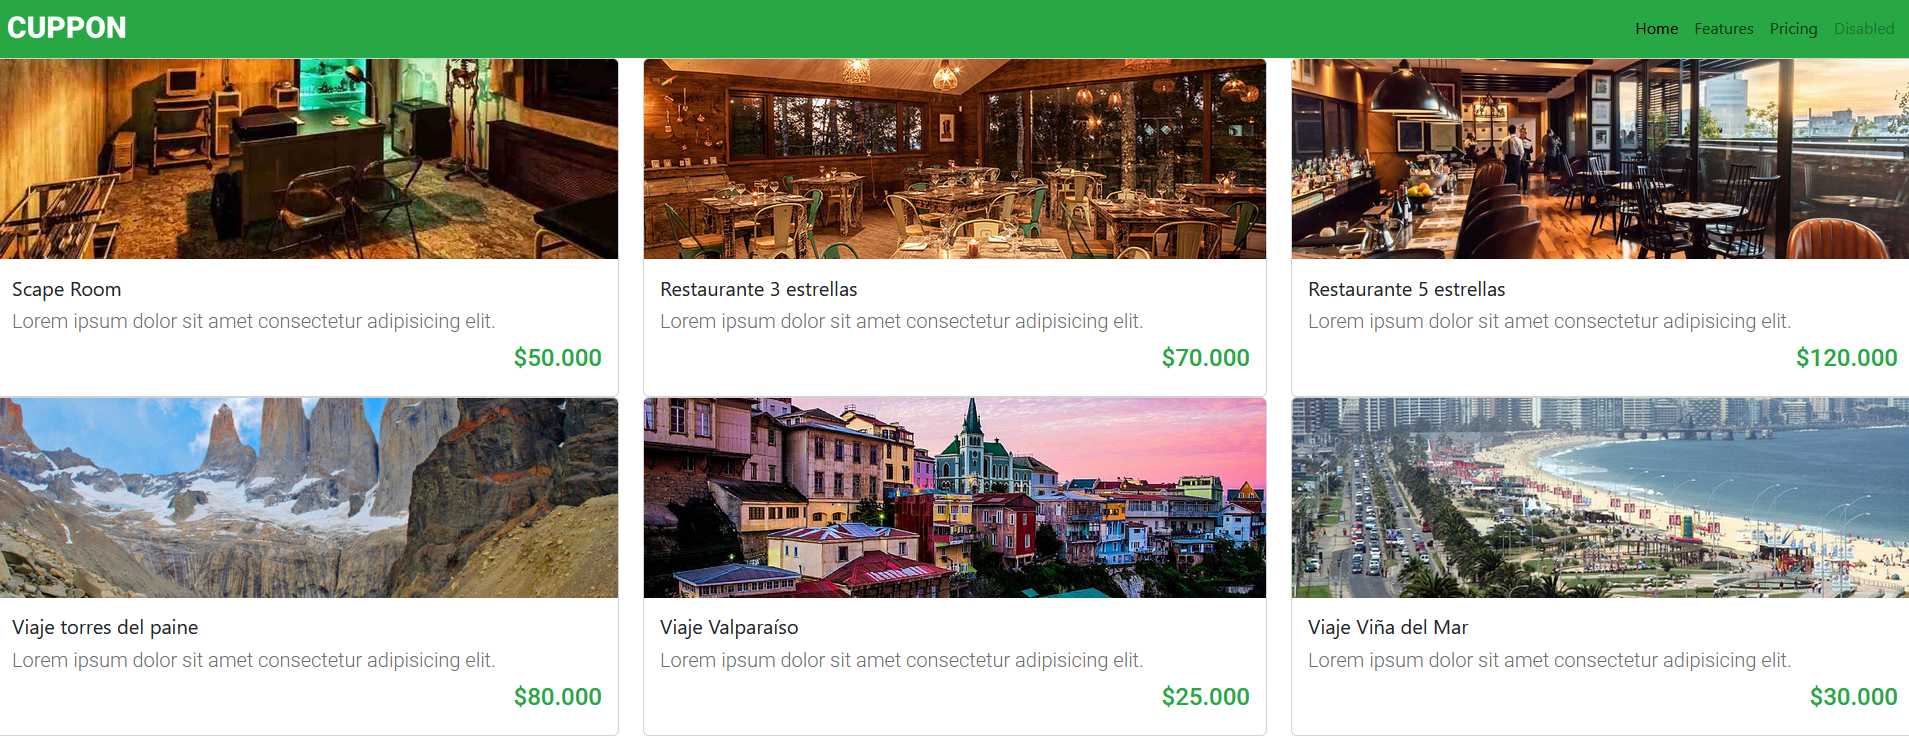 CUPPON
Home Features Pricing Disabled
Scape Room
Lorem ipsum dolor sit amet consectetur adipisicing elit.
$50.000
Restaurante 3 estrellas
Lorem ipsum dolor sit amet consectetur adipisicing elit.
$70.000
Restaurante 5 estrellas
Lorem ipsum dolor sit amet consectetur adipisicing elit.
$120.000
Viaje torres del paine
Lorem ipsum dolor sit amet consectetur adipisicing elit.
$80.000
Viaje Valparaíso
Lorem ipsum dolor sit amet consectetur adipisicing elit.
$25.000
Viaje Viña del Mar
Lorem ipsum dolor sit amet consectetur adipisicing elit.
$30.000